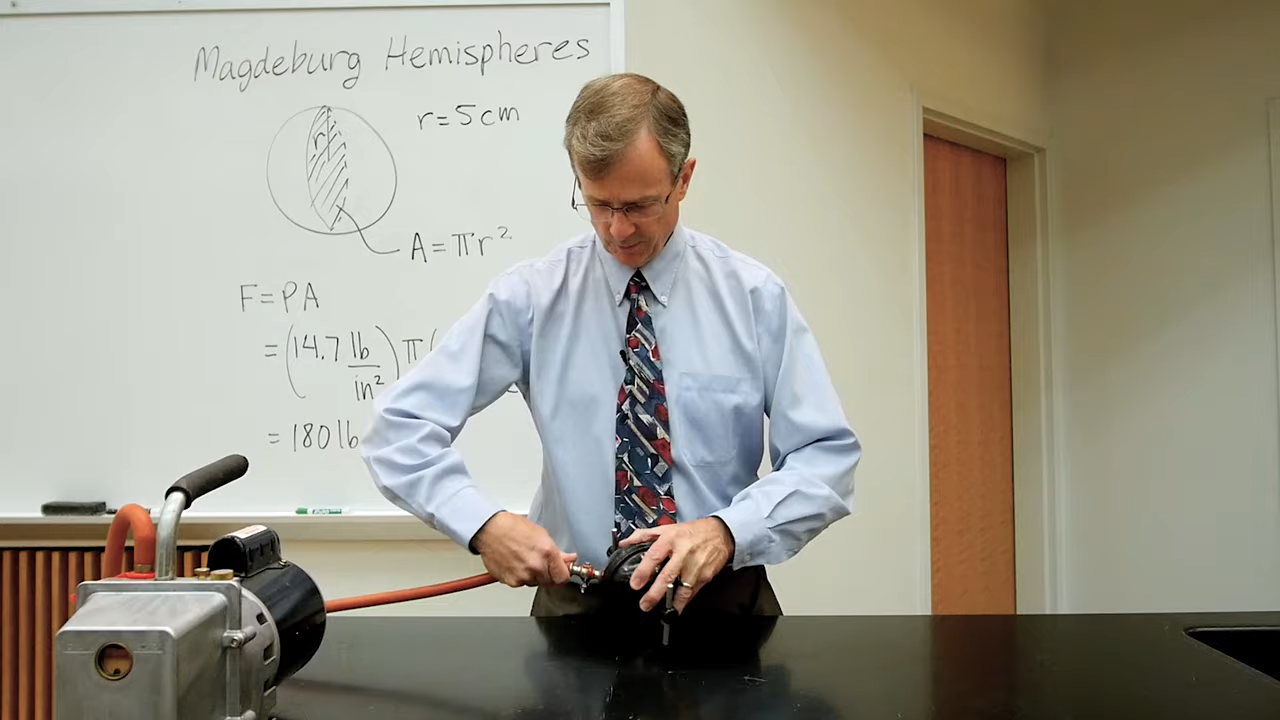 Magdeburg Hemispheres
r = 5 cm
r
A = πr²
F = PA
= (14.7 lb/in²) π (
= 180 lb